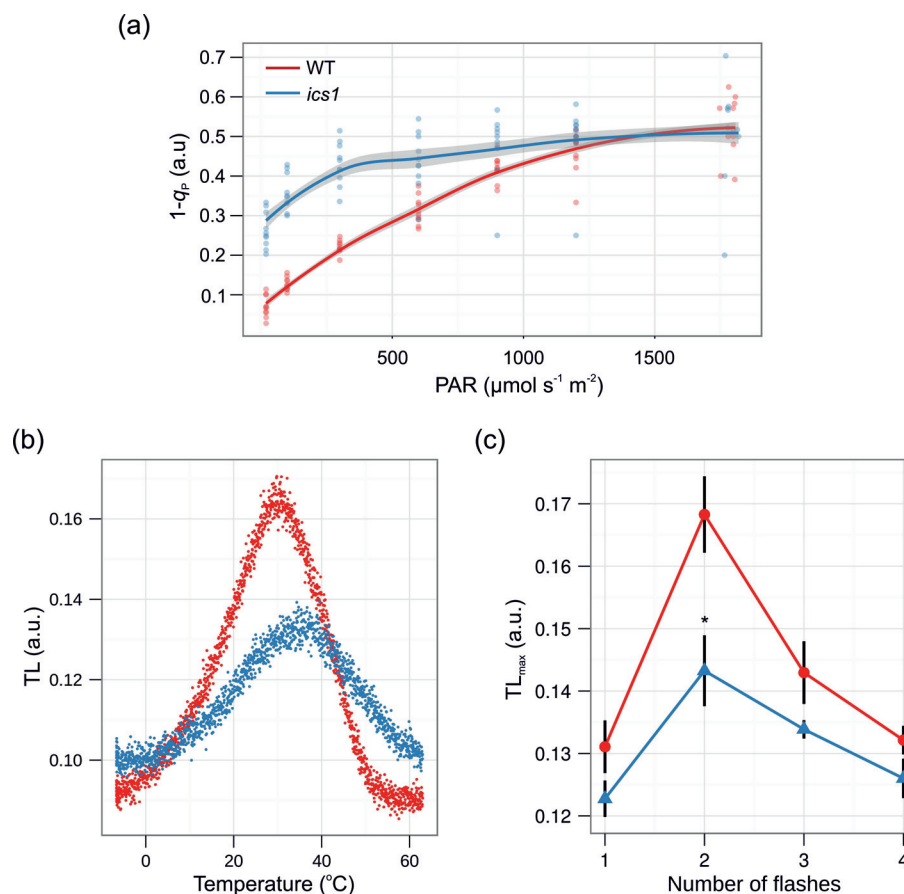 (a)
0.7
0.6
0.5
0.4
0.3
0.2
0.1
1-qₚ (a.u)
WT
ics1
500
1000
1500
PAR (µmol s⁻¹ m⁻²)
(b)
0.16
0.14
0.12
0.10
TL (a.u.)
0
20
40
60
Temperature (°C)
(c)
0.17
0.16
0.15
0.14
0.13
0.12
TLmax (a.u.)
*
1
2
3
4
Number of flashes